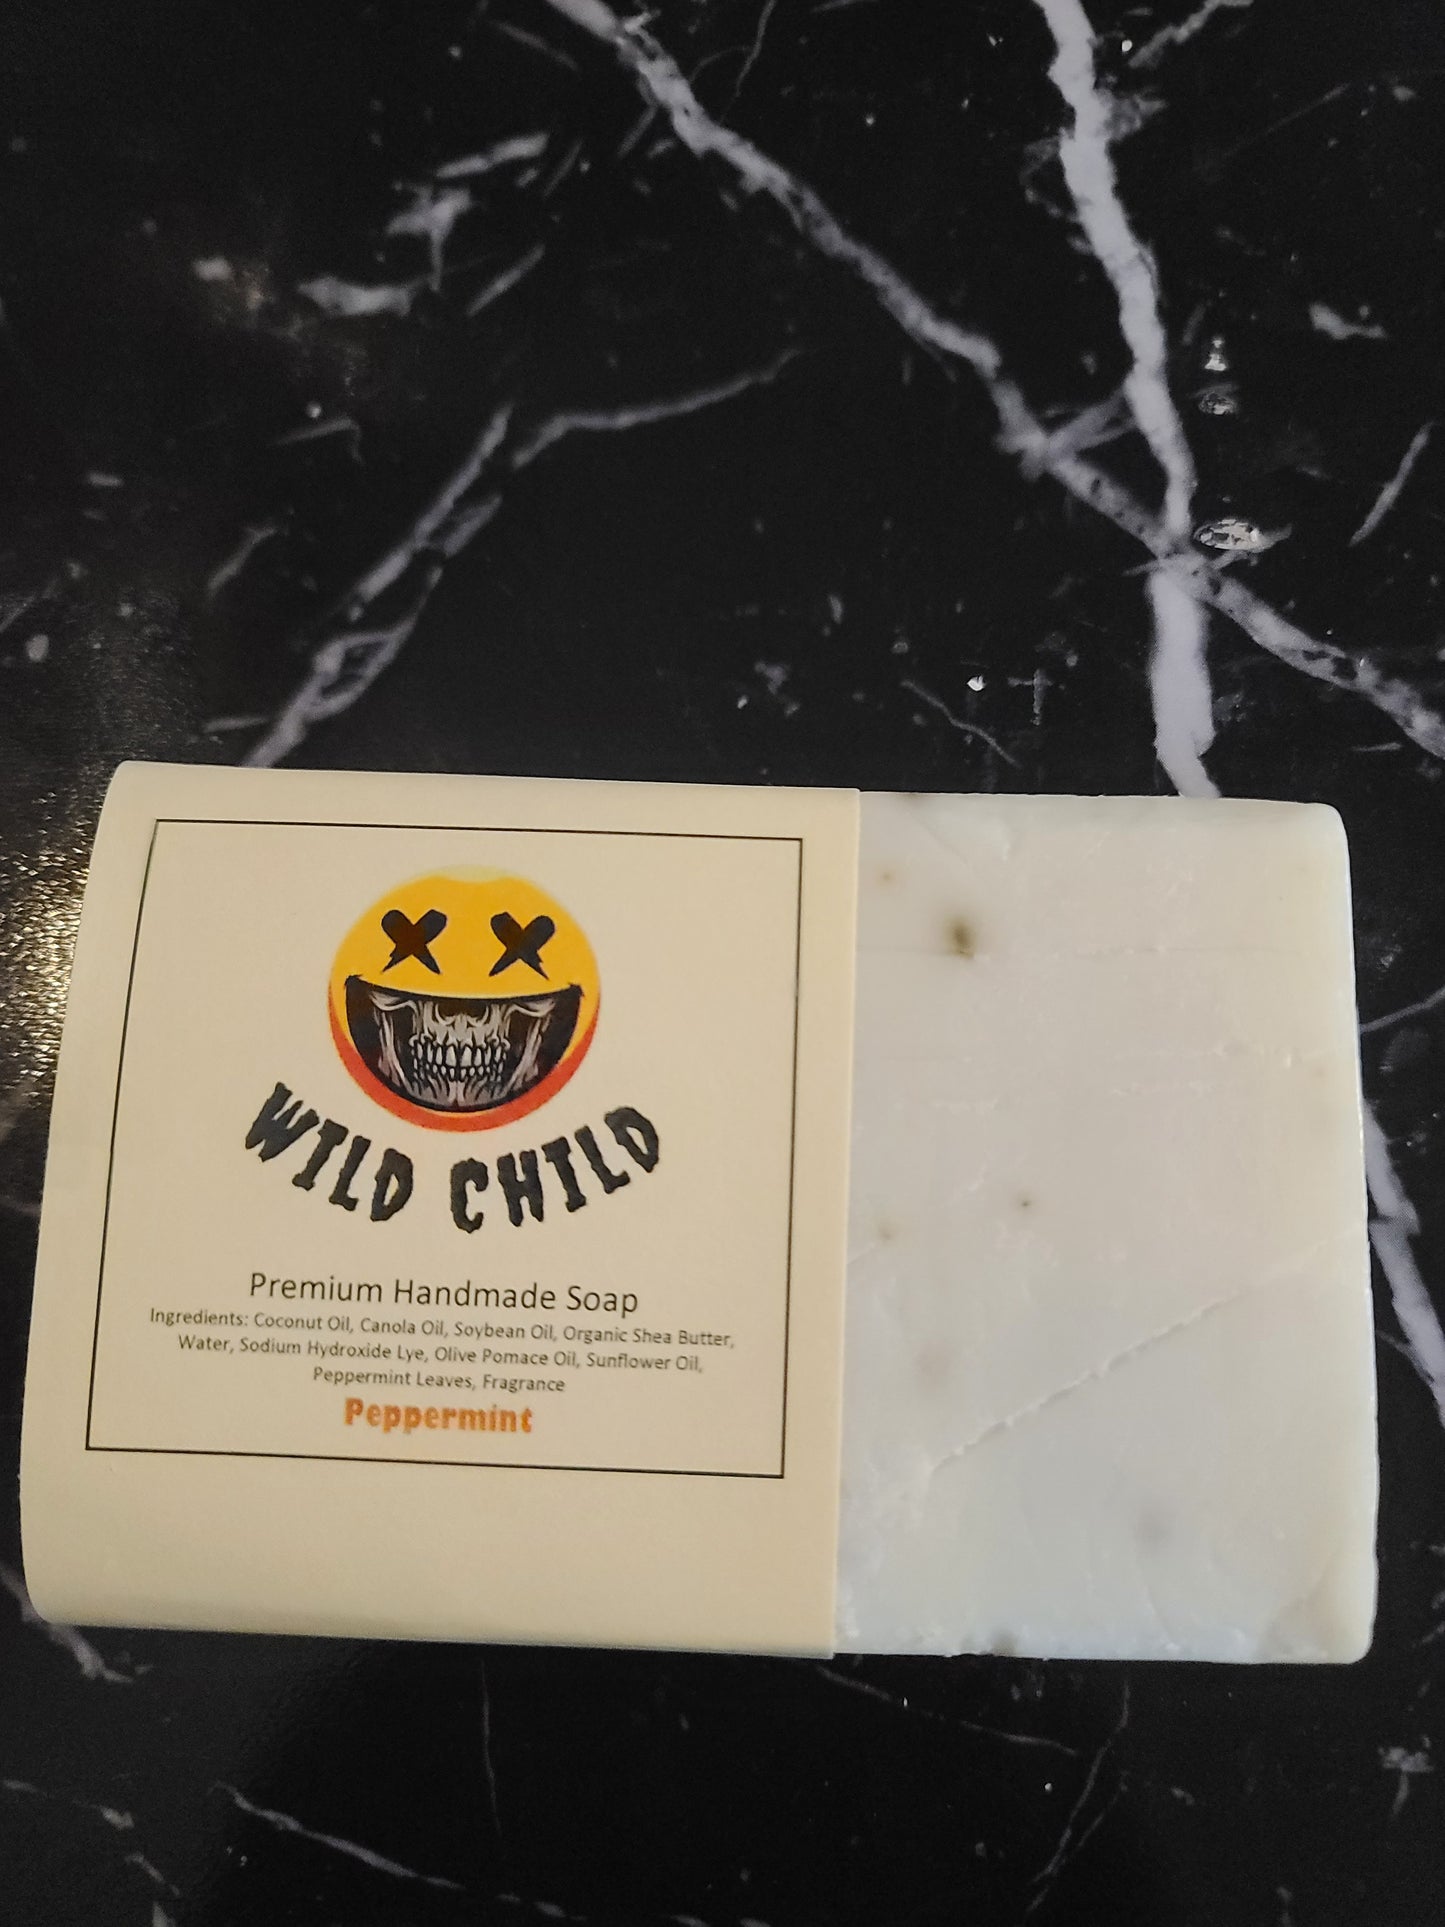 WILD CHILD
Premium Handmade Soap
Ingredients: Coconut Oil, Canola Oil, Soybean Oil, Organic Shea Butter,
Water, Sodium Hydroxide Lye, Olive Pomace Oil, Sunflower Oil,
Peppermint Leaves, Fragrance
Peppermint